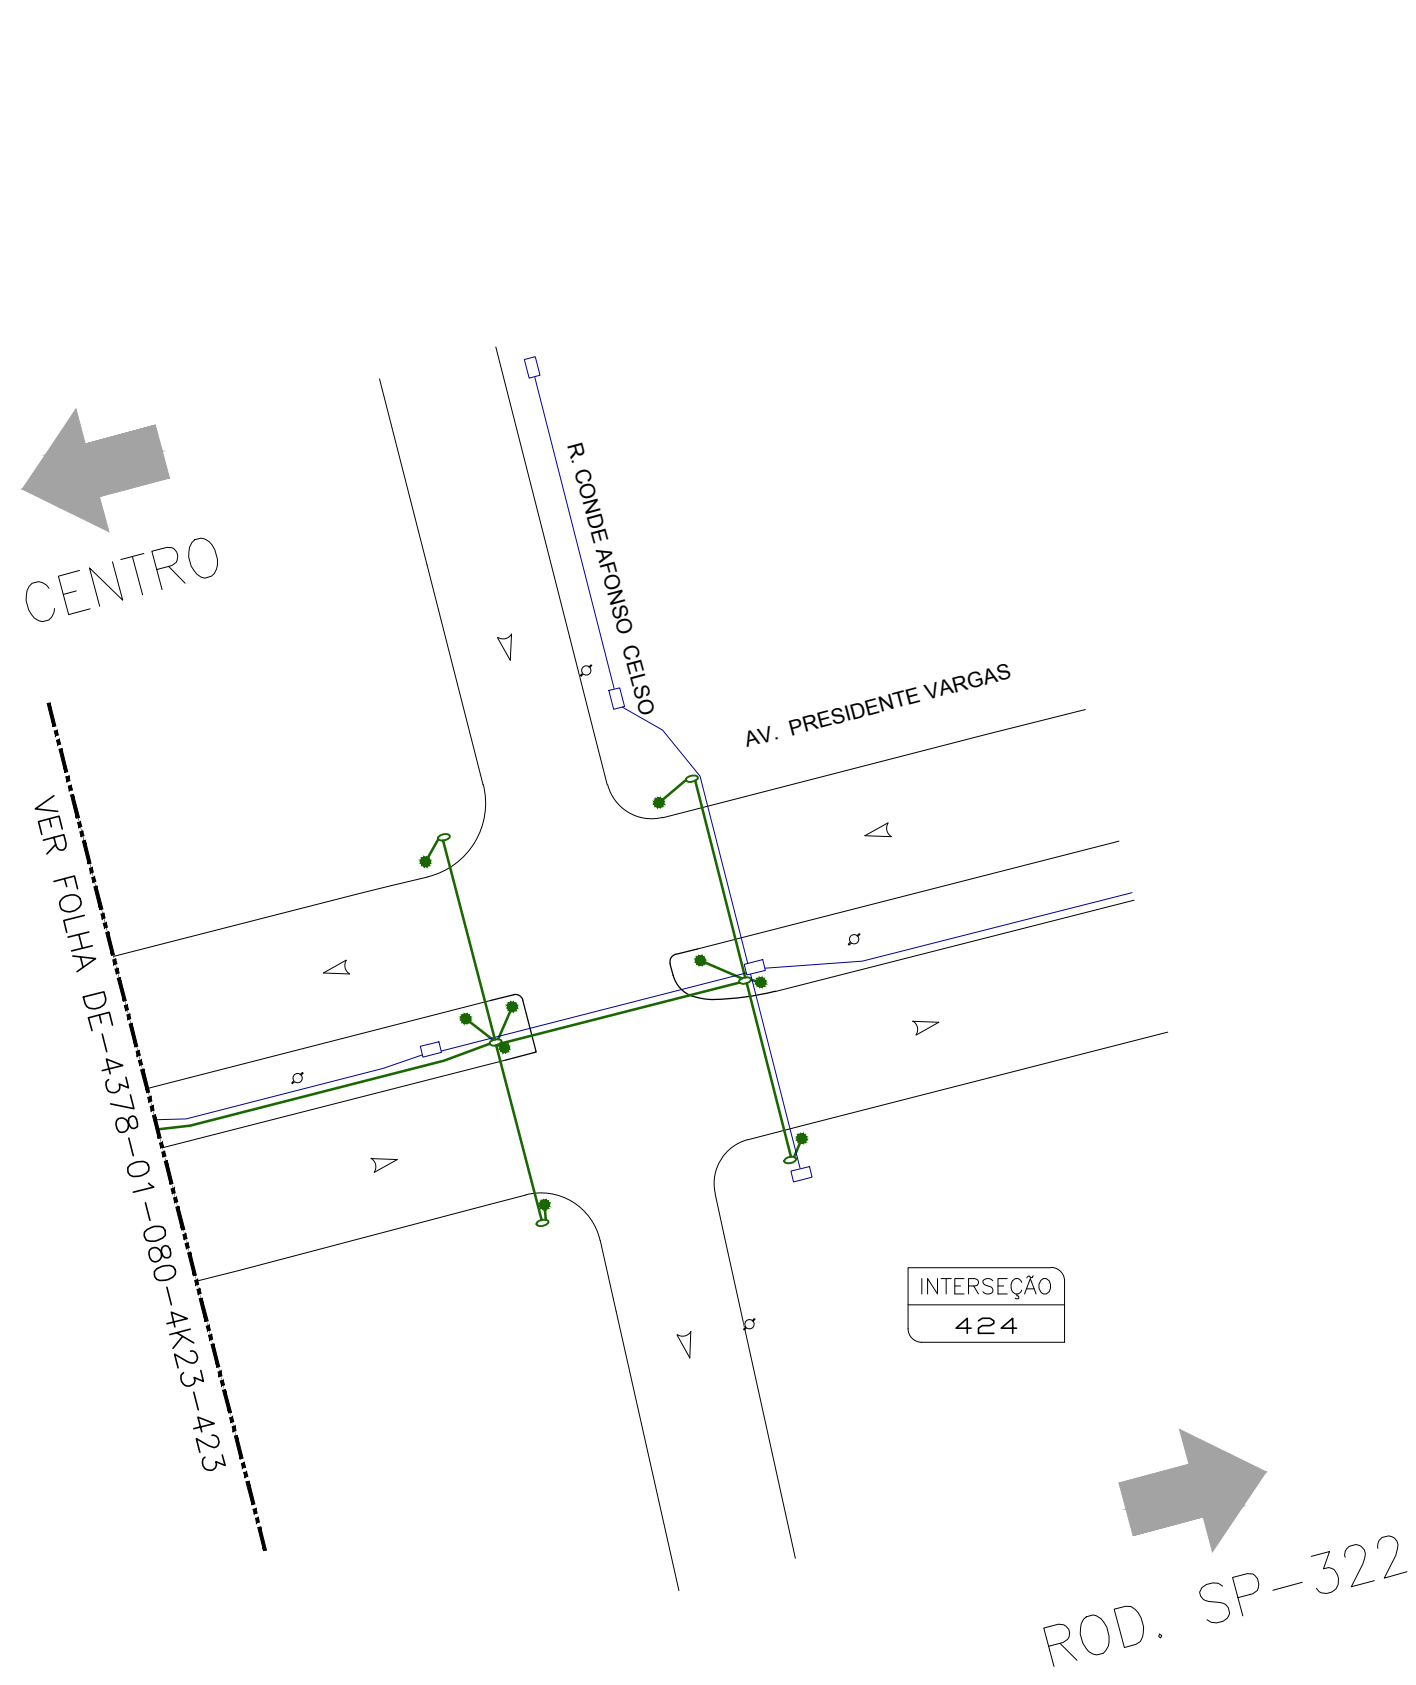 R. CONDE AFONSO CELSO
CENTRO
AV. PRESIDENTE VARGAS
VER FOLHA DE-4378-01-080-4K23-423
INTERSEÇÃO
424
ROD. SP-322